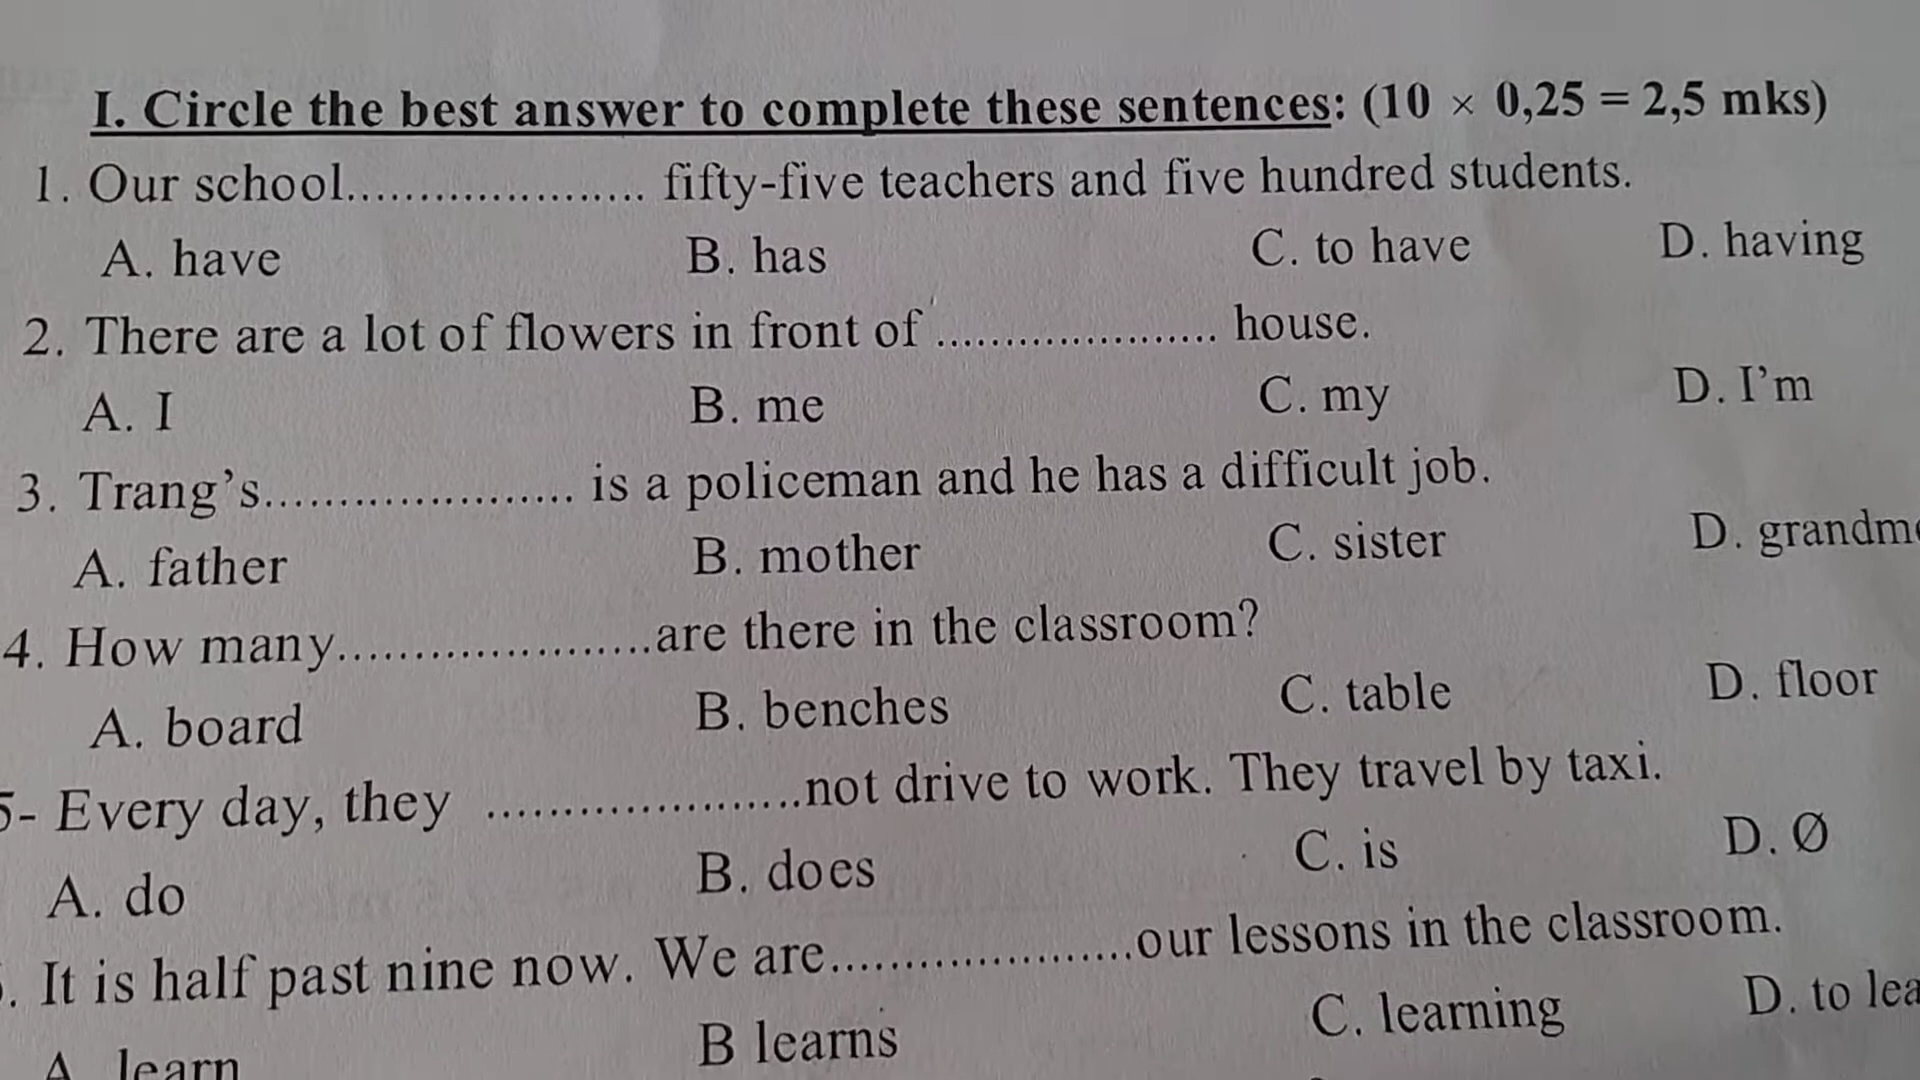 I. Circle the best answer to complete these sentences: (10 × 0,25 = 2,5 mks)
1. Our school..................... fifty-five teachers and five hundred students.
A. have B. has C. to have D. having
2. There are a lot of flowers in front of .................... house.
A. I B. me C. my D. I'm
3. Trang's...................... is a policeman and he has a difficult job.
A. father B. mother C. sister D.
4. How many......................are there in the classroom?
A. board B. benches C. table D. floor
5- Every day, they ......................not drive to work. They travel by taxi.
A. do B. does C. is D. Ø
. It is half past nine now. We are.....................our lessons in the classroom.
A learn B learns C. learning D. to